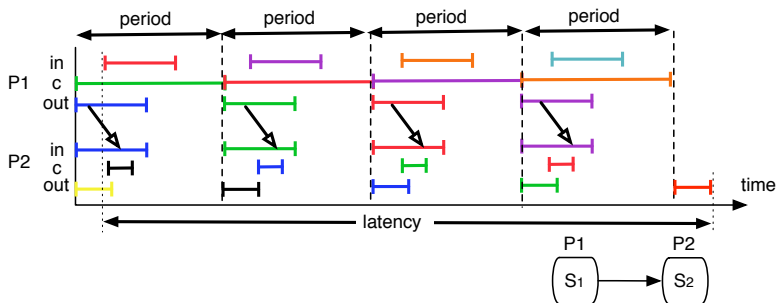 period period period period
in
P1 c
out
in
P2 c
out
time
latency
P1 P2
S1 S2